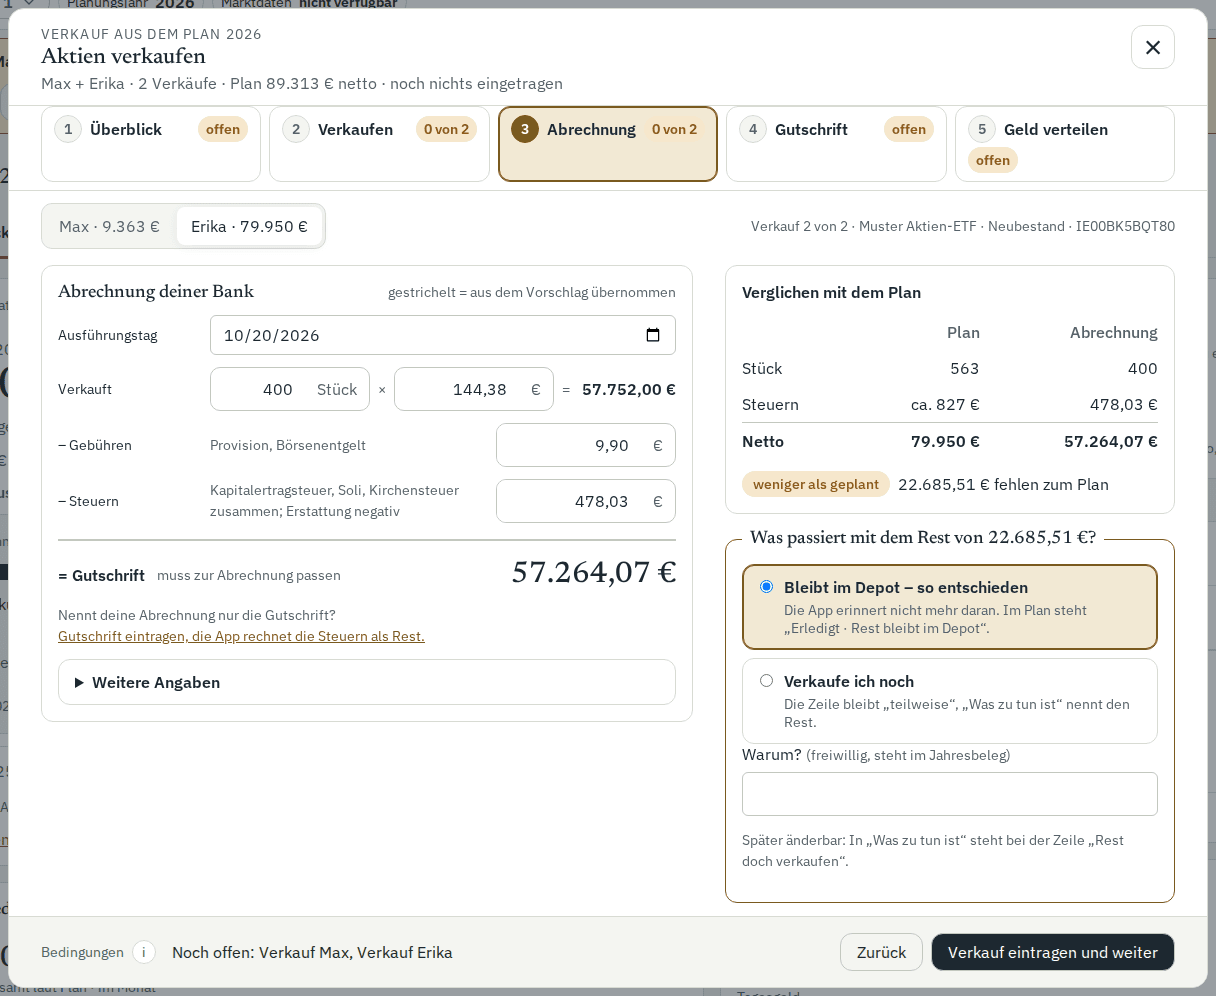 Planungsjahr 2026 Marktdaten nicht verfügbar
VERKAUF AUS DEM PLAN 2026
Aktien verkaufen
Max + Erika · 2 Verkäufe · Plan 89.313 € netto · noch nichts eingetragen
1 Überblick offen
2 Verkaufen 0 von 2
3 Abrechnung 0 von 2
4 Gutschrift offen
5 Geld verteilen
offen
Max · 9.363 € Erika · 79.950 €
Verkauf 2 von 2 · Muster Aktien-ETF · Neubestand · IE00BK5BQT80
Abrechnung deiner Bank gestrichelt = aus dem Vorschlag übernommen
Ausführungstag 10/20/2026
Verkauft 400 Stück × 144,38 € = 57.752,00 €
– Gebühren Provision, Börsenentgelt 9,90 €
– Steuern Kapitalertragsteuer, Soli, Kirchensteuer
zusammen; Erstattung negativ 478,03 €
= Gutschrift muss zur Abrechnung passen 57.264,07 €
Nennt deine Abrechnung nur die Gutschrift?
Gutschrift eintragen, die App rechnet die Steuern als Rest.
Weitere Angaben
Verglichen mit dem Plan
Plan Abrechnung
Stück 563 400
Steuern ca. 827 € 478,03 €
Netto 79.950 € 57.264,07 €
weniger als geplant 22.685,51 € fehlen zum Plan
Was passiert mit dem Rest von 22.685,51 €?
Bleibt im Depot – so entschieden
Die App erinnert nicht mehr daran. Im Plan steht
„Erledigt · Rest bleibt im Depot“.
Verkaufe ich noch
Die Zeile bleibt „teilweise“, „Was zu tun ist“ nennt den
Rest.
Warum? (freiwillig, steht im Jahresbeleg)
Später änderbar: In „Was zu tun ist“ steht bei der Zeile „Rest
doch verkaufen“.
Bedingungen i Noch offen: Verkauf Max, Verkauf Erika
Zurück Verkauf eintragen und weiter